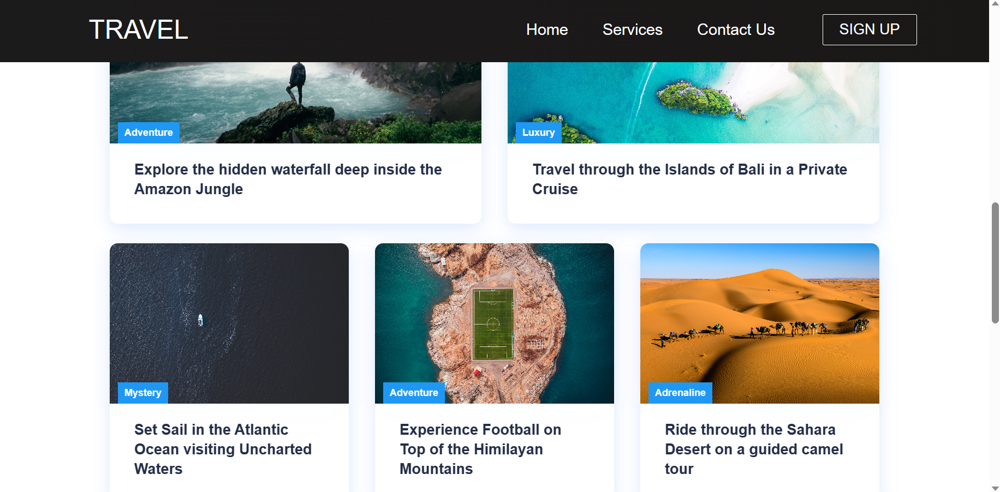 TRAVEL
Home
Services
Contact Us
SIGN UP
Adventure
Explore the hidden waterfall deep inside the
Amazon Jungle
Luxury
Travel through the Islands of Bali in a Private
Cruise
Mystery
Set Sail in the Atlantic
Ocean visiting Uncharted
Waters
Adventure
Experience Football on
Top of the Himilayan
Mountains
Adrenaline
Ride through the Sahara
Desert on a guided camel
tour